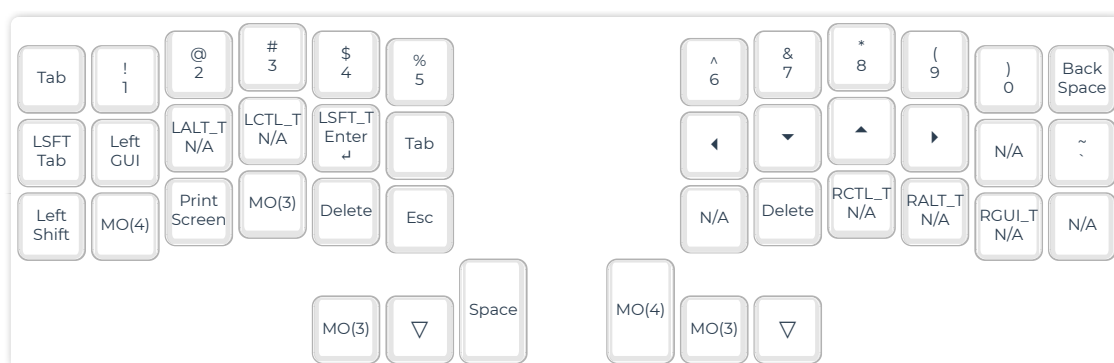 Tab
!
1
@
2
#
3
$
4
%
5
^
6
&
7
*
8
(
9
)
0
Back
Space
LSFT
Tab
Left
GUI
LALT_T
N/A
LCTL_T
N/A
LSFT_T
Enter
↵
Tab
N/A
~
`
Left
Shift
MO(4)
Print
Screen
MO(3)
Delete
Esc
N/A
Delete
RCTL_T
N/A
RALT_T
N/A
RGUI_T
N/A
N/A
MO(3)
▽
Space
MO(4)
MO(3)
▽